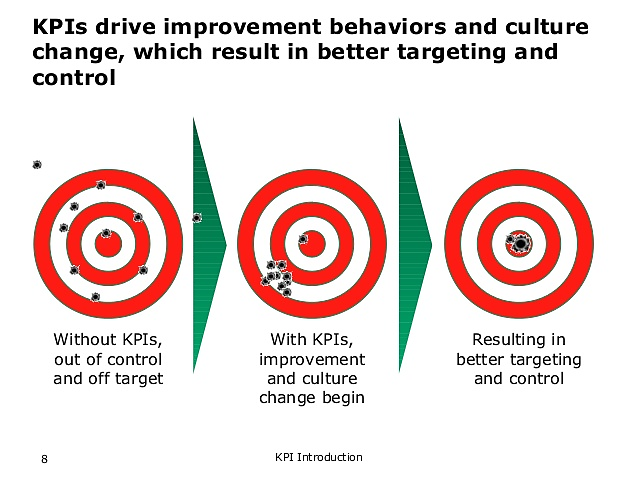 KPIs drive improvement behaviors and culture
change, which result in better targeting and
control
Without KPIs,
out of control
and off target
With KPIs,
improvement
and culture
change begin
Resulting in
better targeting
and control
8
KPI Introduction